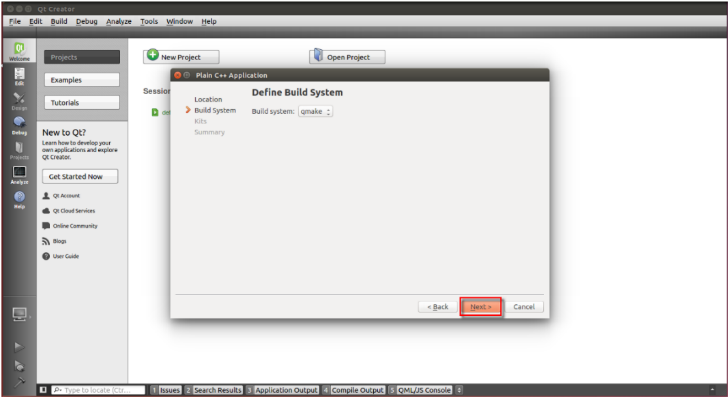 Qt Creator
File Edit Build Debug Analyze Tools Window Help
Qt
Welcome
Edit
Design
Debug
Projects
Analyze
Help
Projects
Examples
Tutorials
New to Qt?
Learn how to develop your
own applications and explore
Qt Creator.
Get Started Now
Qt Account
Qt Cloud Services
Online Community
Blogs
User Guide
New Project
Open Project
Plain C++ Application
Location
Build System
Kits
Summary
Define Build System
Build system: qmake
< Back Next > Cancel
Type to locate (Ctr...
1 Issues 2 Search Results 3 Application Output 4 Compile Output 5 QML/JS Console